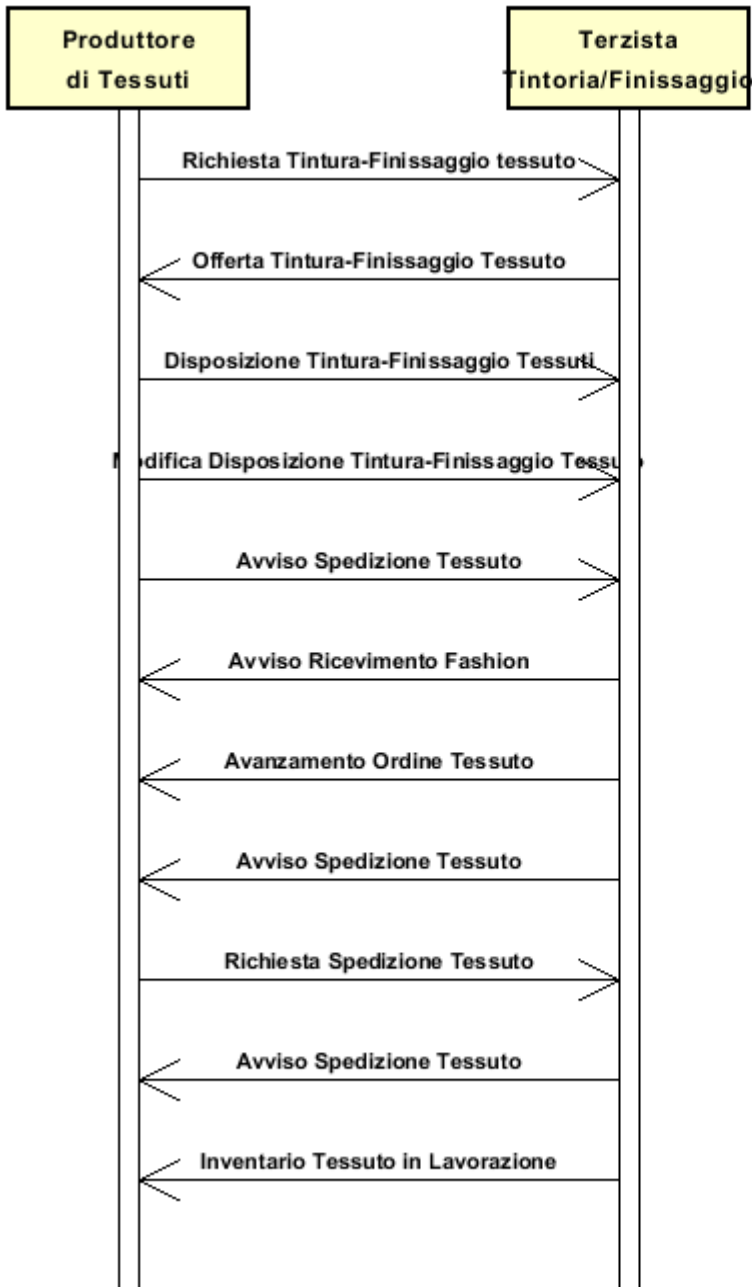 Produttore
di Tessuti
Terzista
Tintoria/Finissaggio
Richiesta Tintura-Finissaggio tessuto
Offerta Tintura-Finissaggio Tessuto
Disposizione Tintura-Finissaggio Tessuti
Modifica Disposizione Tintura-Finissaggio Tessuto
Avviso Spedizione Tessuto
Avviso Ricevimento Fashion
Avanzamento Ordine Tessuto
Avviso Spedizione Tessuto
Richiesta Spedizione Tessuto
Avviso Spedizione Tessuto
Inventario Tessuto in Lavorazione